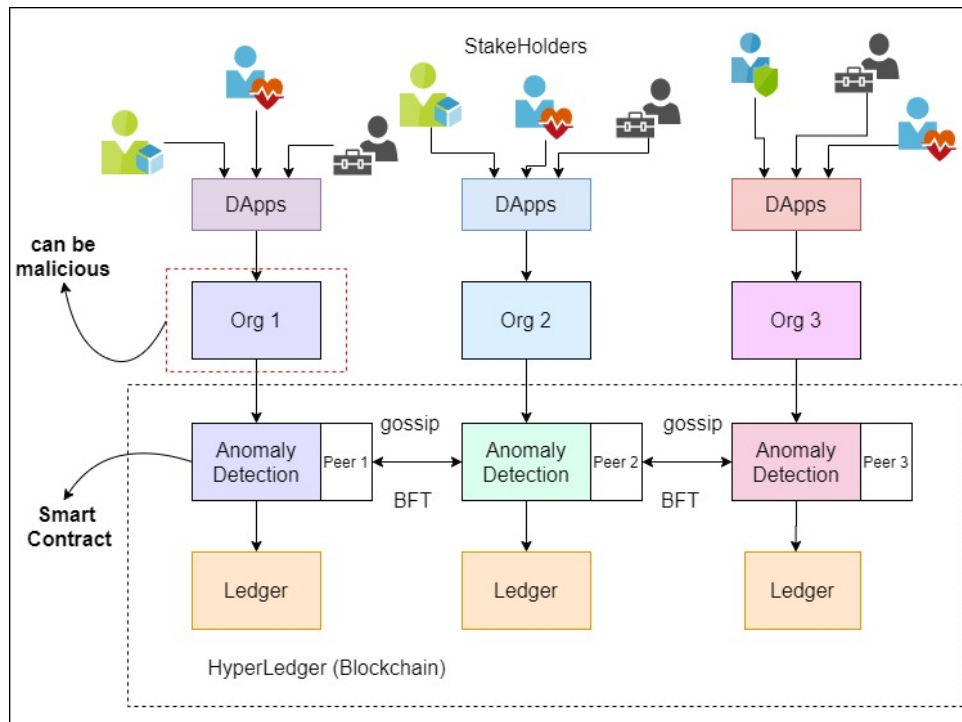 StakeHolders
DApps
DApps
DApps
can be
malicious
Org 1
Org 2
Org 3
gossip
gossip
Anomaly
Detection
Peer 1
Anomaly
Detection
Peer 2
Anomaly
Detection
Peer 3
BFT
BFT
Smart
Contract
Ledger
Ledger
Ledger
HyperLedger (Blockchain)